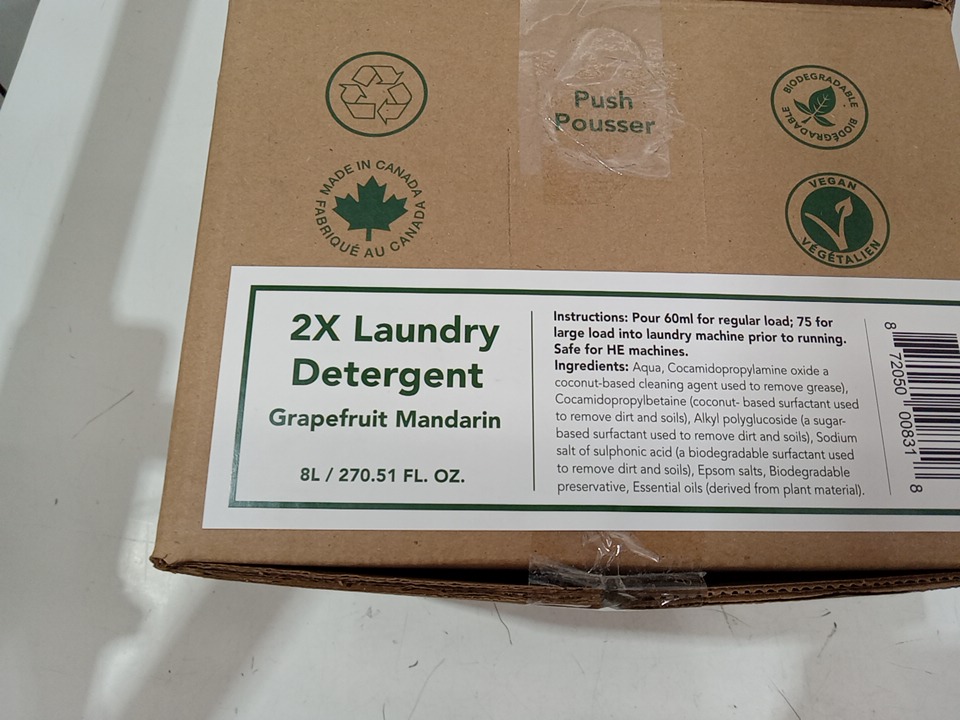 Push
Pousser
BIODEGRADABLE
BIODÉGRADABLE
MADE IN CANADA
FABRIQUÉ AU CANADA
VEGAN
VÉGÉTALIEN
2X Laundry
Detergent
Grapefruit Mandarin
8L / 270.51 FL. OZ.
Instructions: Pour 60ml for regular load; 75 for
large load into laundry machine prior to running.
Safe for HE machines.
Ingredients: Aqua, Cocamidopropylamine oxide a
coconut-based cleaning agent used to remove grease),
Cocamidopropylbetaine (coconut- based surfactant used
to remove dirt and soils), Alkyl polyglucoside (a sugar-
based surfactant used to remove dirt and soils), Sodium
salt of sulphonic acid (a biodegradable surfactant used
to remove dirt and soils), Epsom salts, Biodegradable
preservative, Essential oils (derived from plant material).
8 72050 00831 8